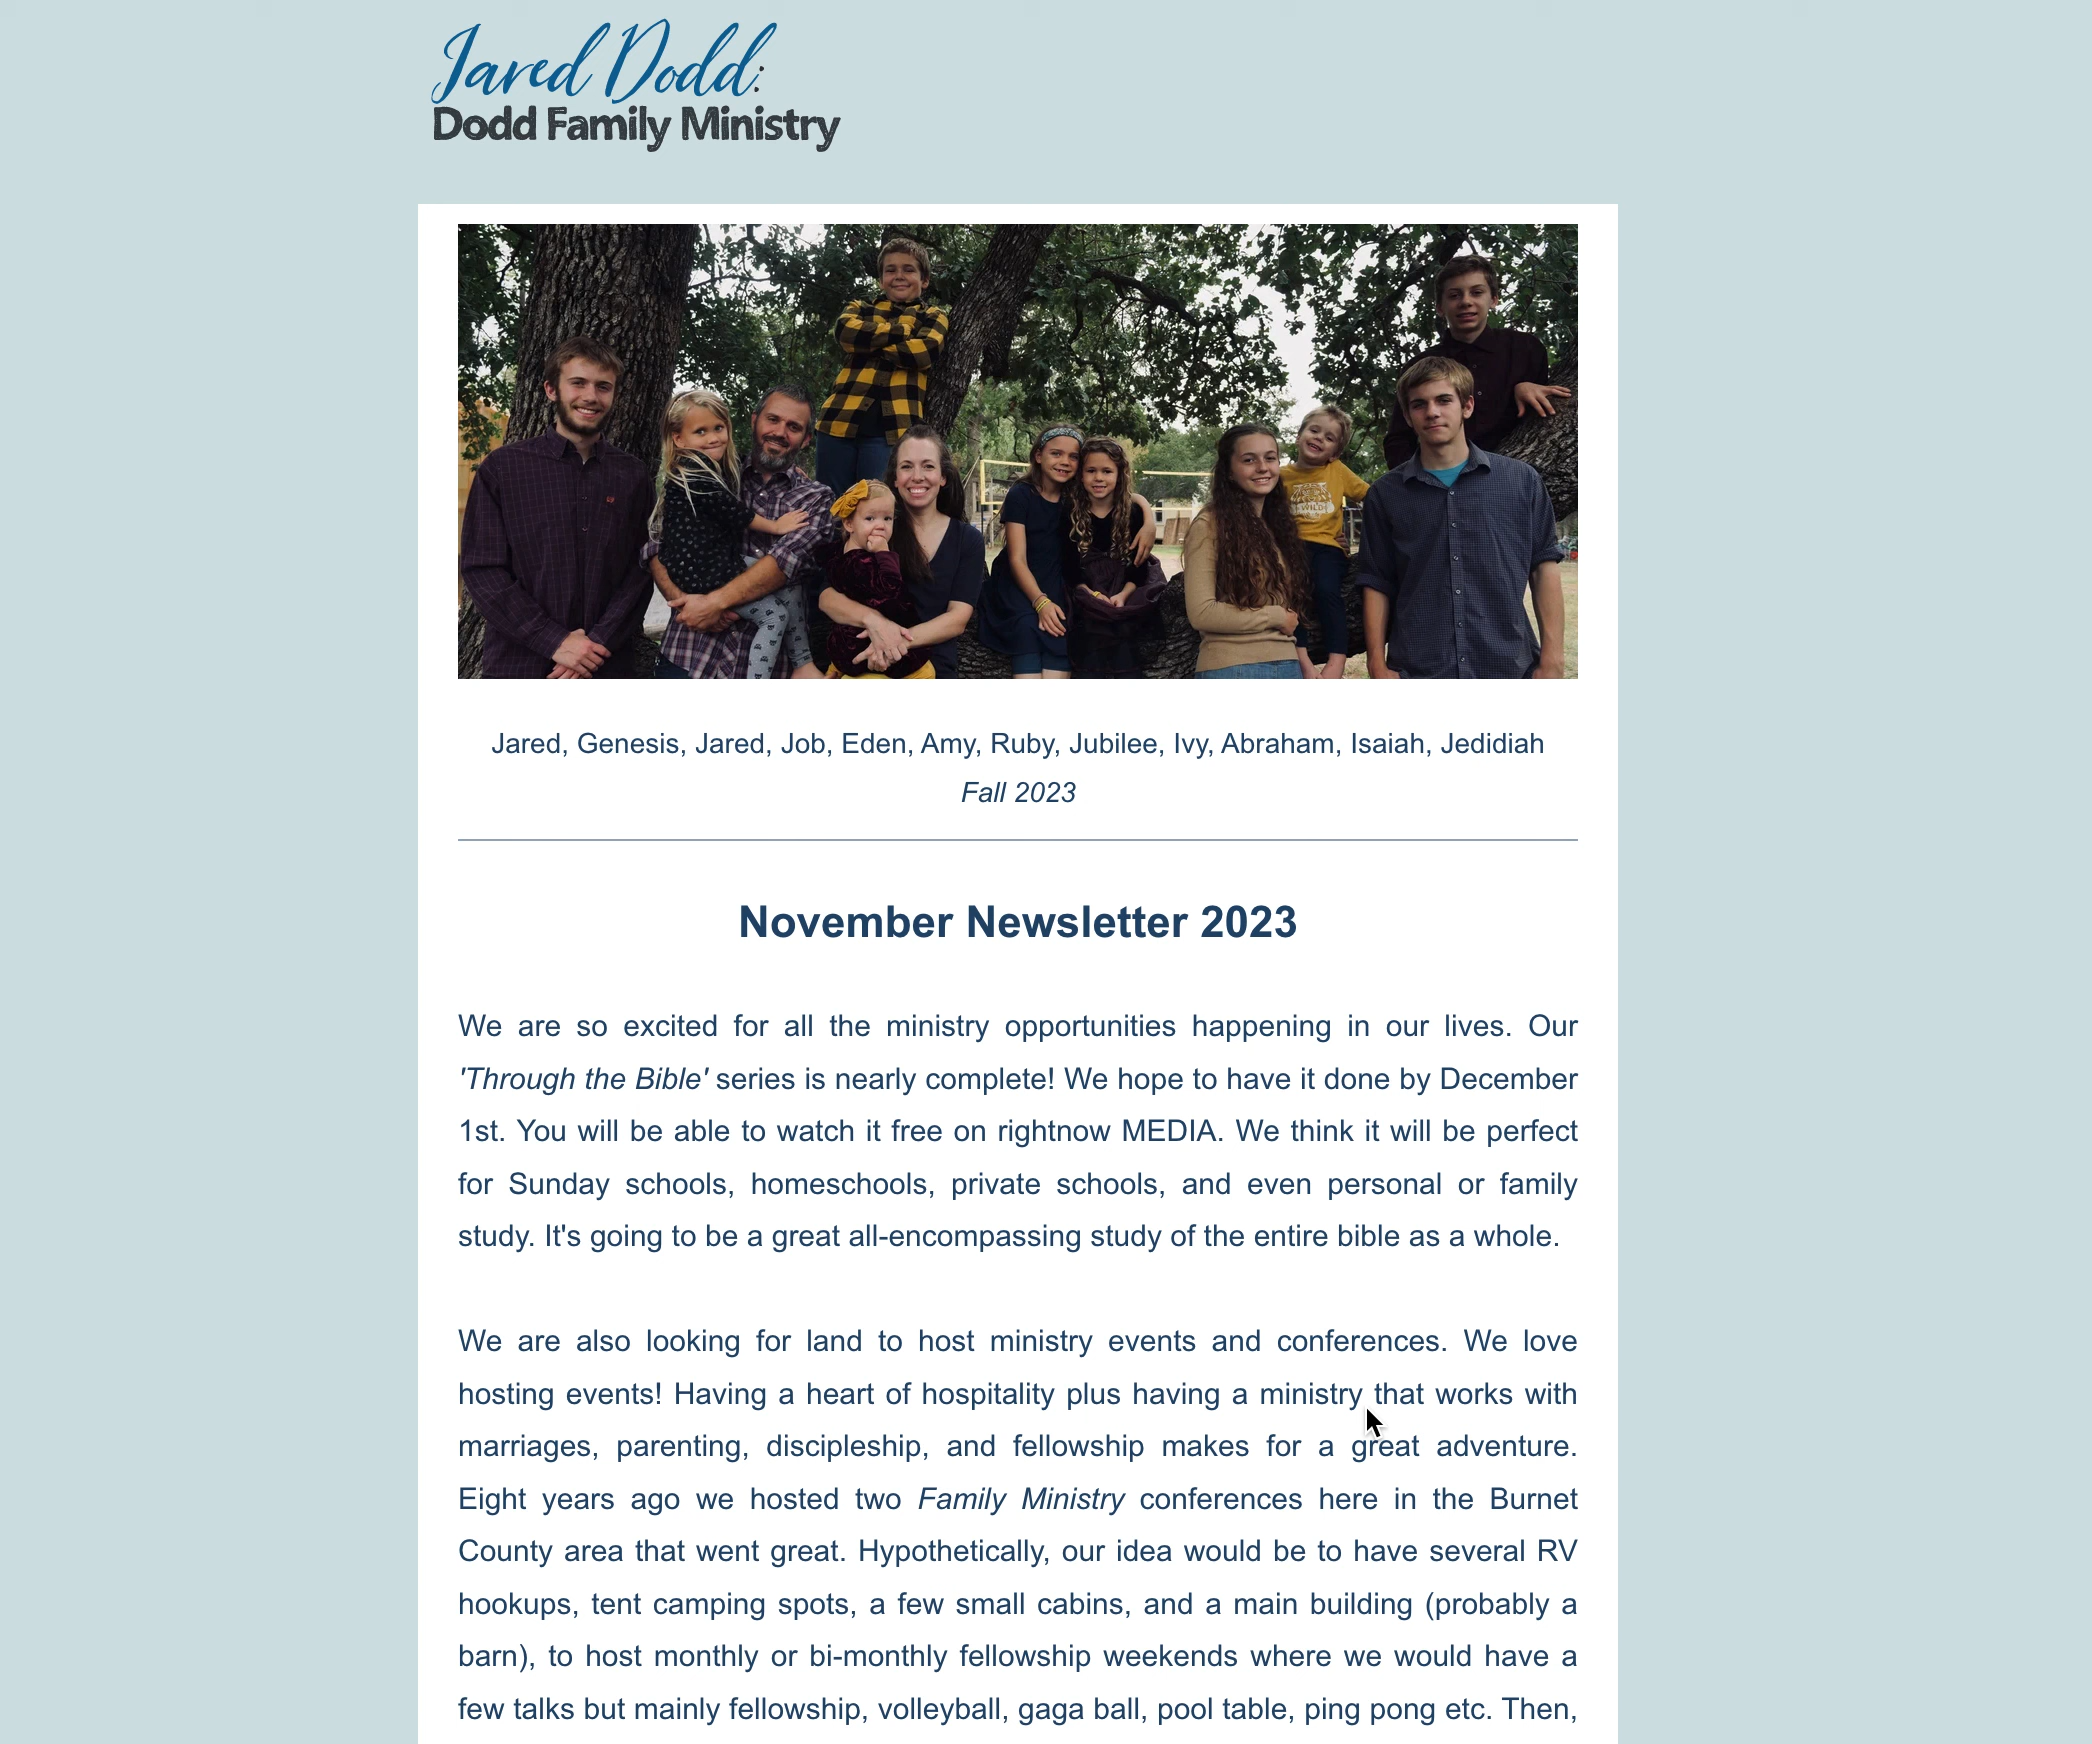 Jared Dodd:
Dodd Family Ministry
WILD
Jared, Genesis, Jared, Job, Eden, Amy, Ruby, Jubilee, Ivy, Abraham, Isaiah, Jedidiah
Fall 2023
November Newsletter 2023
We are so excited for all the ministry opportunities happening in our lives. Our
'Through the Bible' series is nearly complete! We hope to have it done by December
1st. You will be able to watch it free on rightnow MEDIA. We think it will be perfect
for Sunday schools, homeschools, private schools, and even personal or family
study. It's going to be a great all-encompassing study of the entire bible as a whole.
We are also looking for land to host ministry events and conferences. We love
hosting events! Having a heart of hospitality plus having a ministry that works with
marriages, parenting, discipleship, and fellowship makes for a great adventure.
Eight years ago we hosted two Family Ministry conferences here in the Burnet
County area that went great. Hypothetically, our idea would be to have several RV
hookups, tent camping spots, a few small cabins, and a main building (probably a
barn), to host monthly or bi-monthly fellowship weekends where we would have a
few talks but mainly fellowship, volleyball, gaga ball, pool table, ping pong etc. Then,